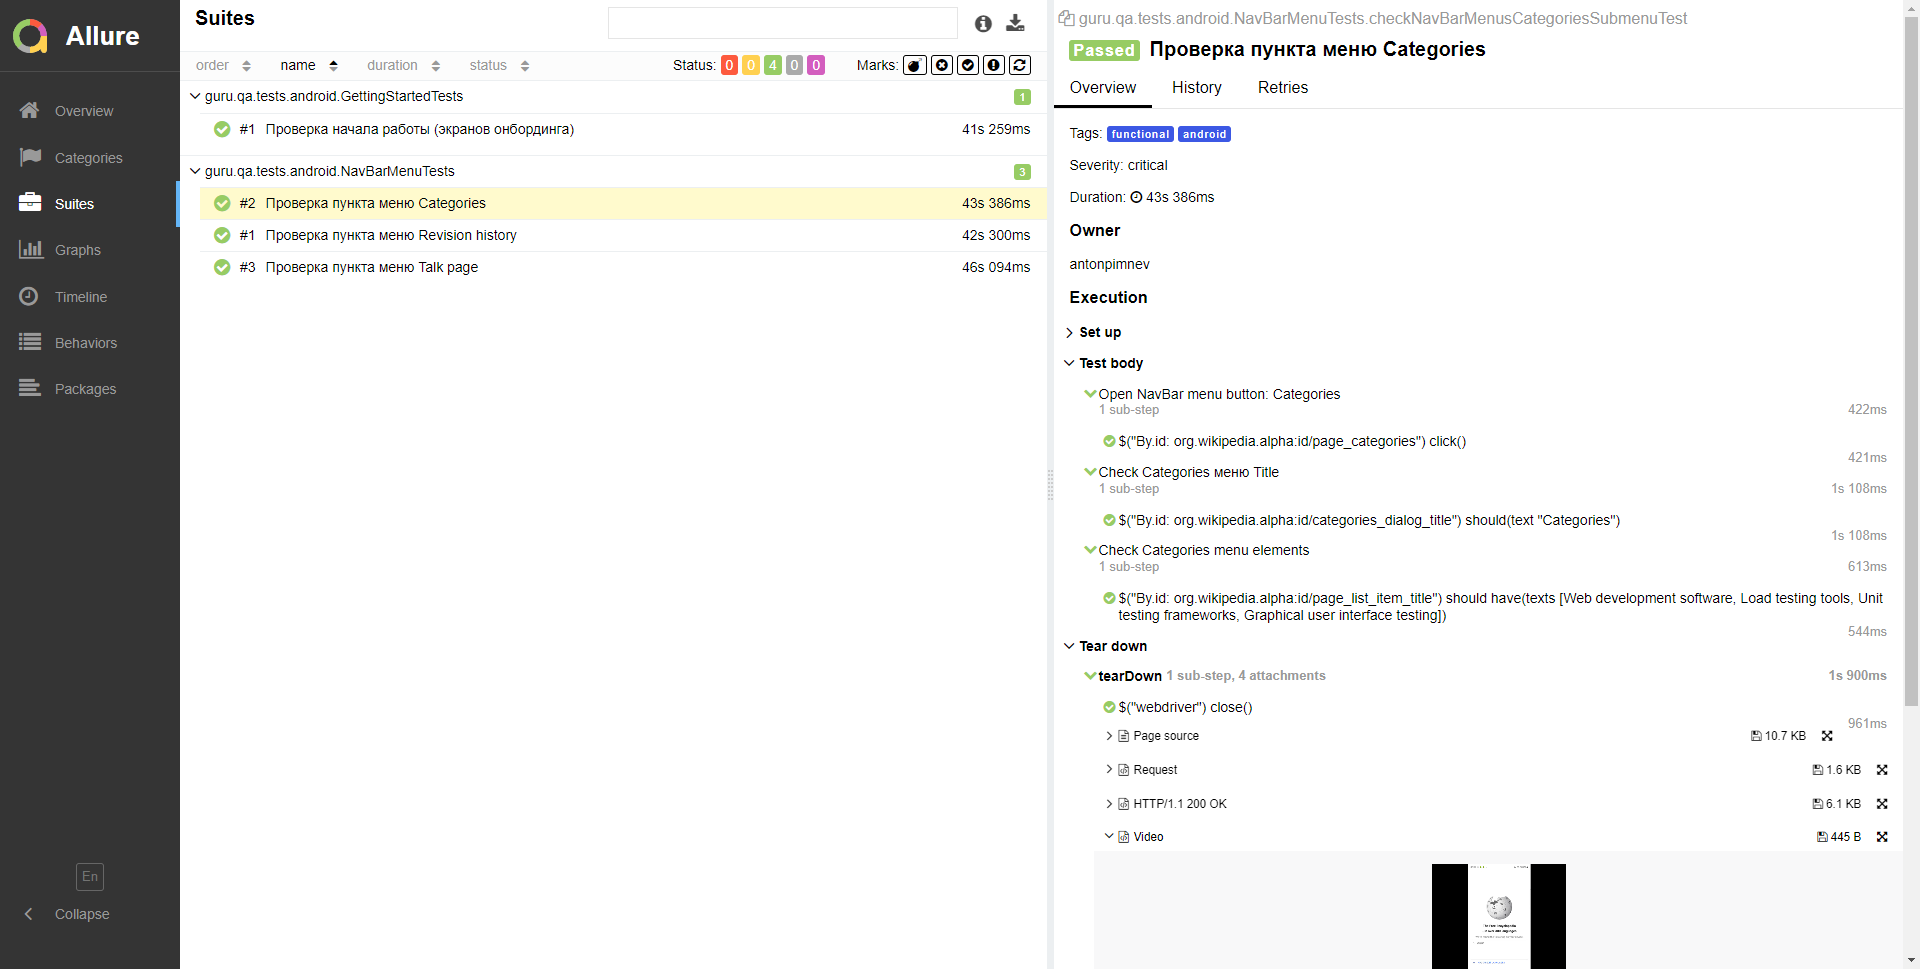 Allure
Overview
Categories
Suites
Graphs
Timeline
Behaviors
Packages
En
Collapse
Suites
order name duration status Status: 0 0 4 0 0 Marks:
guru.qa.tests.android.GettingStartedTests 1
#1 Проверка начала работы (экранов онбординга) 41s 259ms
guru.qa.tests.android.NavBarMenuTests 3
#2 Проверка пункта меню Categories 43s 386ms
#1 Проверка пункта меню Revision history 42s 300ms
#3 Проверка пункта меню Talk page 46s 094ms
guru.qa.tests.android.NavBarMenuTests.checkNavBarMenusCategoriesSubmenuTest
Passed Проверка пункта меню Categories
Overview History Retries
Tags: functional android
Severity: critical
Duration: 43s 386ms
Owner
antonpimnev
Execution
Set up
Test body
Open NavBar menu button: Categories
1 sub-step 422ms
$("By.id: org.wikipedia.alpha:id/page_categories") click()
421ms
Check Categories меню Title
1 sub-step 1s 108ms
$("By.id: org.wikipedia.alpha:id/categories_dialog_title") should(text "Categories")
1s 108ms
Check Categories menu elements
1 sub-step 613ms
$("By.id: org.wikipedia.alpha:id/page_list_item_title") should have(texts [Web development software, Load testing tools, Unit
testing frameworks, Graphical user interface testing])
544ms
Tear down
tearDown 1 sub-step, 4 attachments 1s 900ms
$("webdriver") close()
961ms
Page source 10.7 KB
Request 1.6 KB
HTTP/1.1 200 OK 6.1 KB
Video 445 B